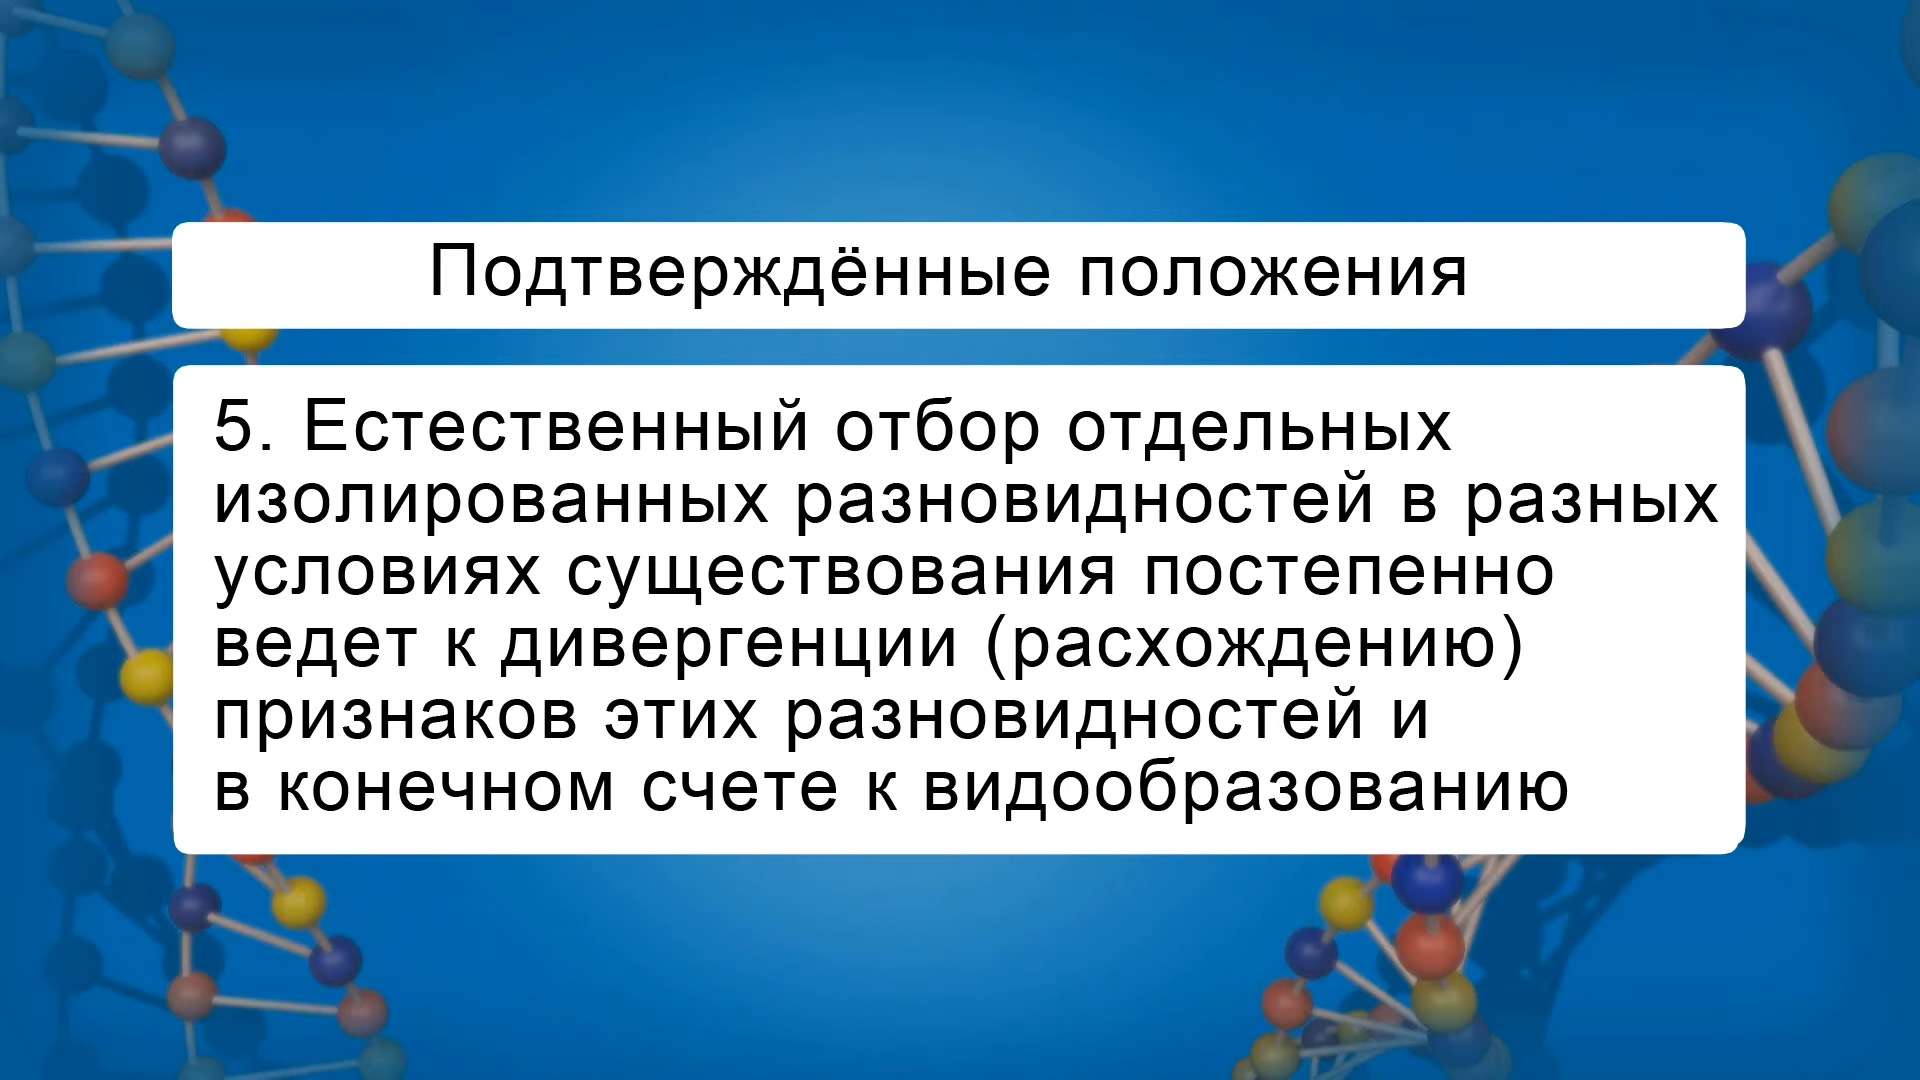 Подтверждённые положения
5. Естественный отбор отдельных
изолированных разновидностей в разных
условиях существования постепенно
ведет к дивергенции (расхождению)
признаков этих разновидностей и
в конечном счете к видообразованию